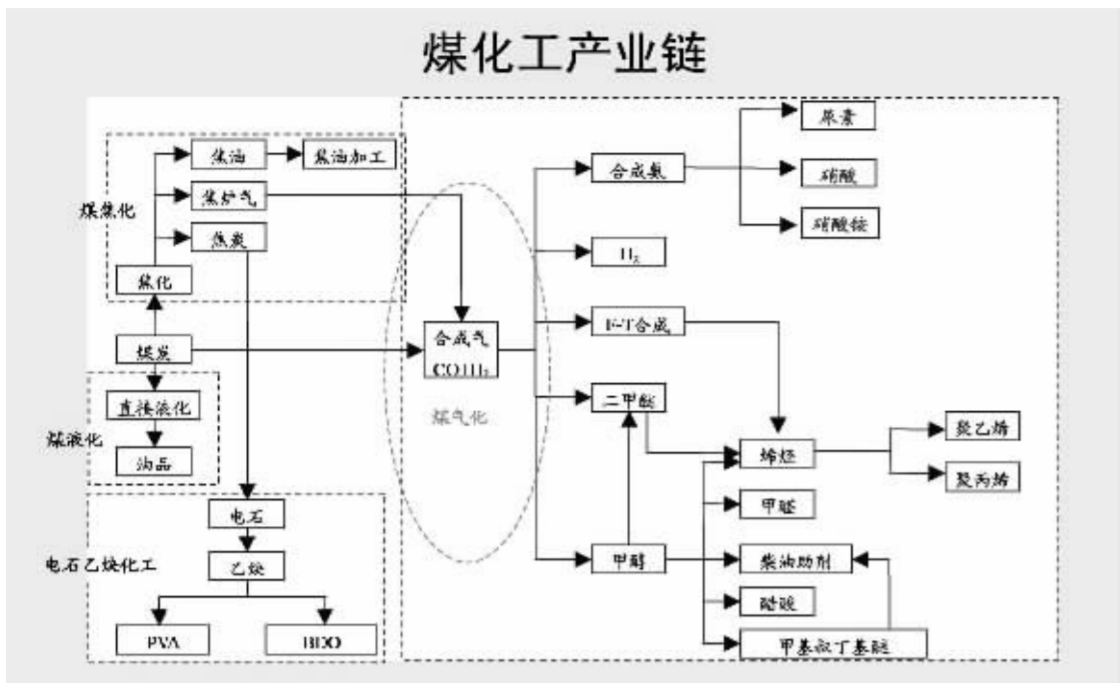 煤化工产业链
煤焦化
焦油
焦油加工
焦炉气
焦炭
焦化
煤炭
煤液化
直接液化
油品
电石乙炔化工
电石
乙炔
PVA
BDO
合成气
CO+H₂
煤气化
合成氨
尿素
硝酸
硝酸铵
H₂
F-T合成
二甲醚
烯烃
聚乙烯
聚丙烯
甲醛
甲醇
柴油助剂
醋酸
甲基叔丁基醚